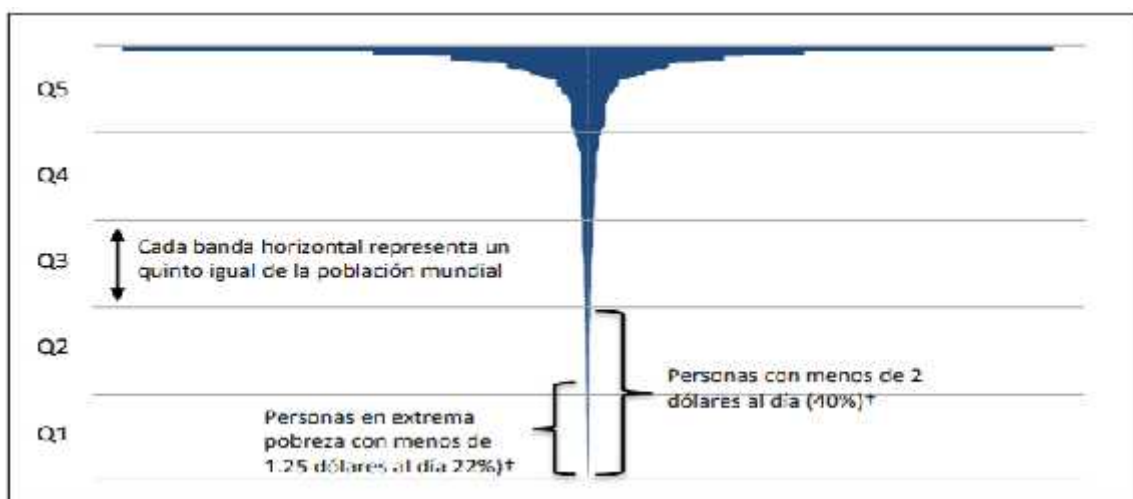 Q5
Q4
Q3
Cada banda horizontal representa un
quinto igual de la población mundial
Q2
Personas con menos de 2
dólares al día (40%)†
Q1
Personas en extrema
pobreza con menos de
1.25 dólares al día 22%)†